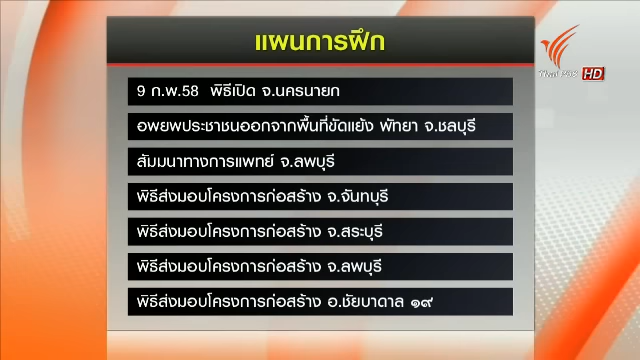 แผนการฝึก
Thai PBS HD
9 ก.พ.58 พิธีเปิด จ.นครนายก
อพยพประชาชนออกจากพื้นที่ขัดแย้ง พัทยา จ.ชลบุรี
สัมมนาทางการแพทย์ จ.ลพบุรี
พิธีส่งมอบโครงการก่อสร้าง จ.จันทบุรี
พิธีส่งมอบโครงการก่อสร้าง จ.สระบุรี
พิธีส่งมอบโครงการก่อสร้าง จ.ลพบุรี
พิธีส่งมอบโครงการก่อสร้าง อ.ชัยบาดาล ๑๙